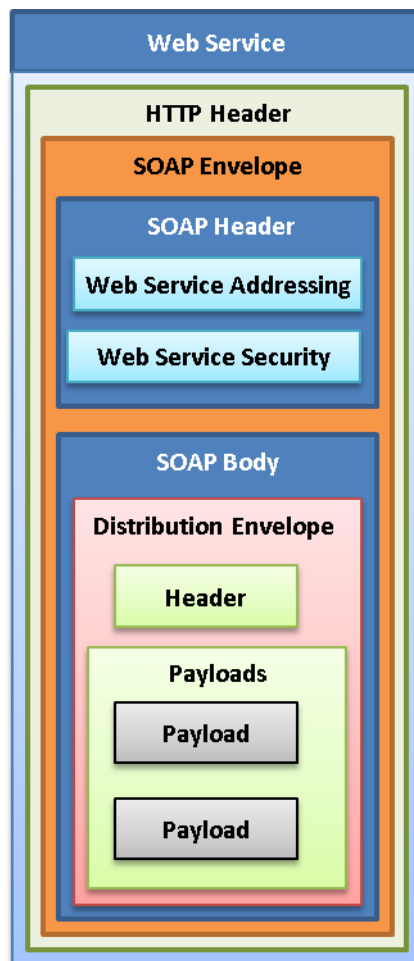 Web Service
HTTP Header
SOAP Envelope
SOAP Header
Web Service Addressing
Web Service Security
SOAP Body
Distribution Envelope
Header
Payloads
Payload
Payload